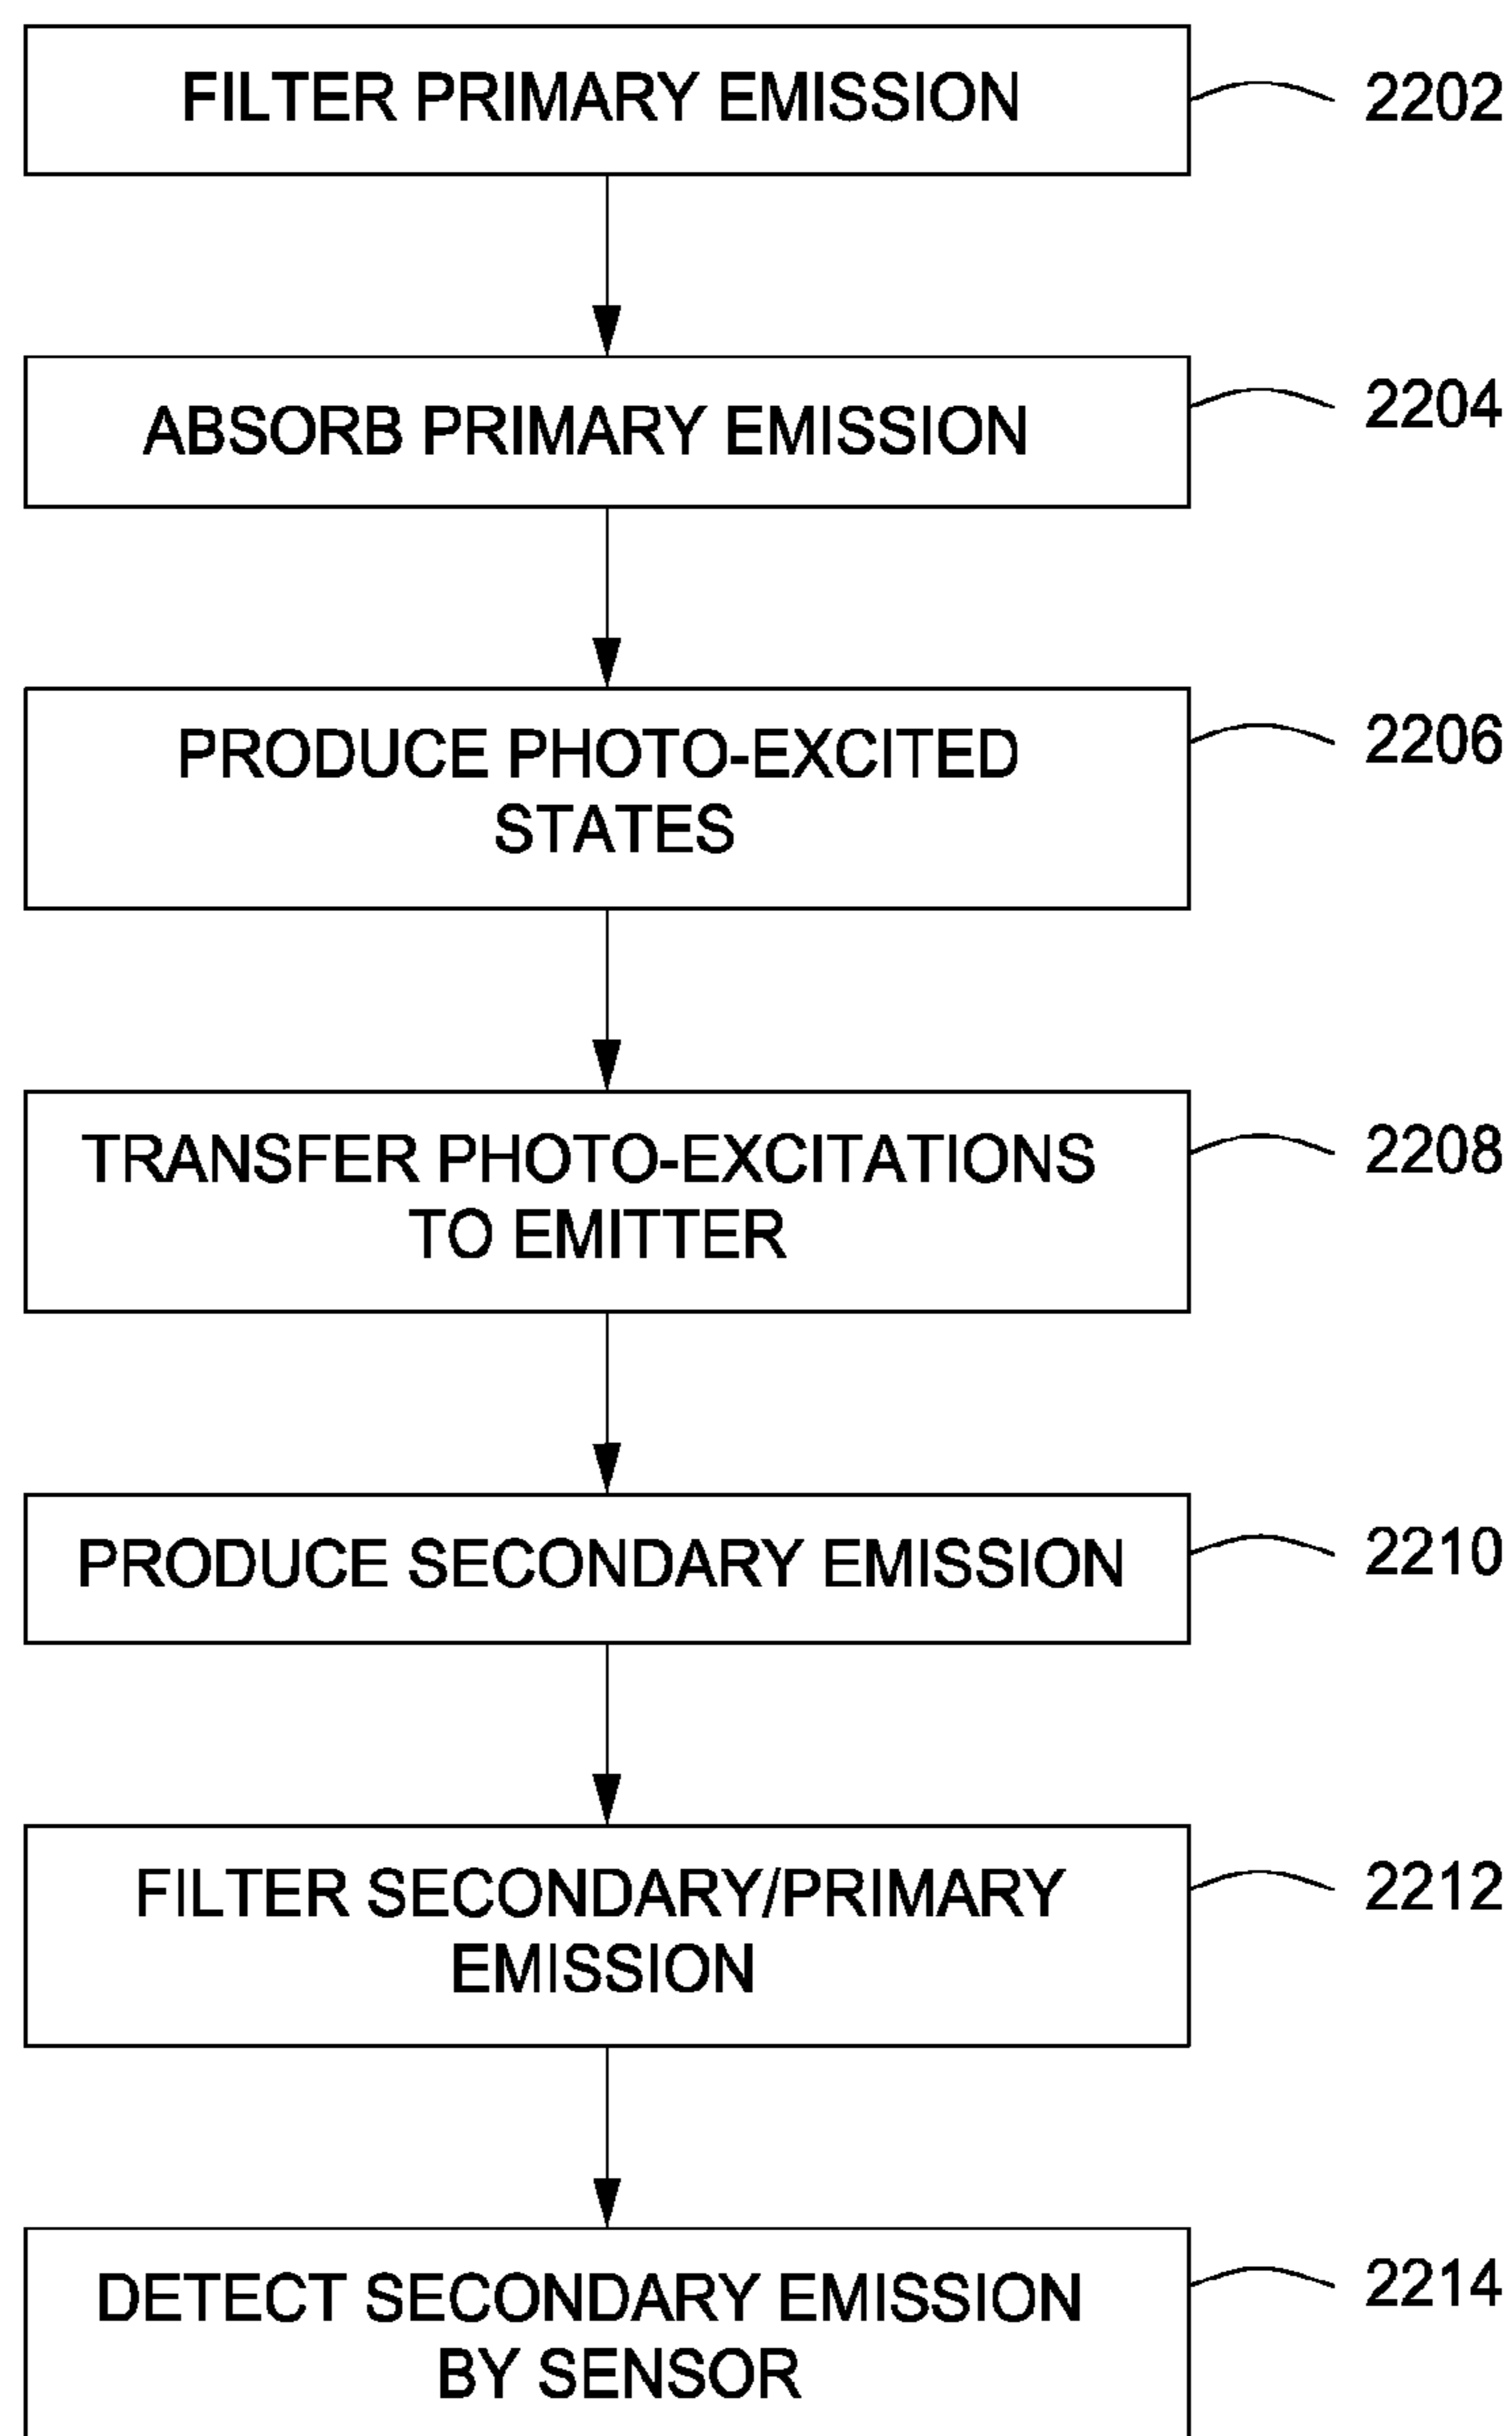 FILTER PRIMARY EMISSION
2202
ABSORB PRIMARY EMISSION
2204
PRODUCE PHOTO-EXCITED
STATES
2206
TRANSFER PHOTO-EXCITATIONS
TO EMITTER
2208
PRODUCE SECONDARY EMISSION
2210
FILTER SECONDARY/PRIMARY
EMISSION
2212
DETECT SECONDARY EMISSION
BY SENSOR
2214